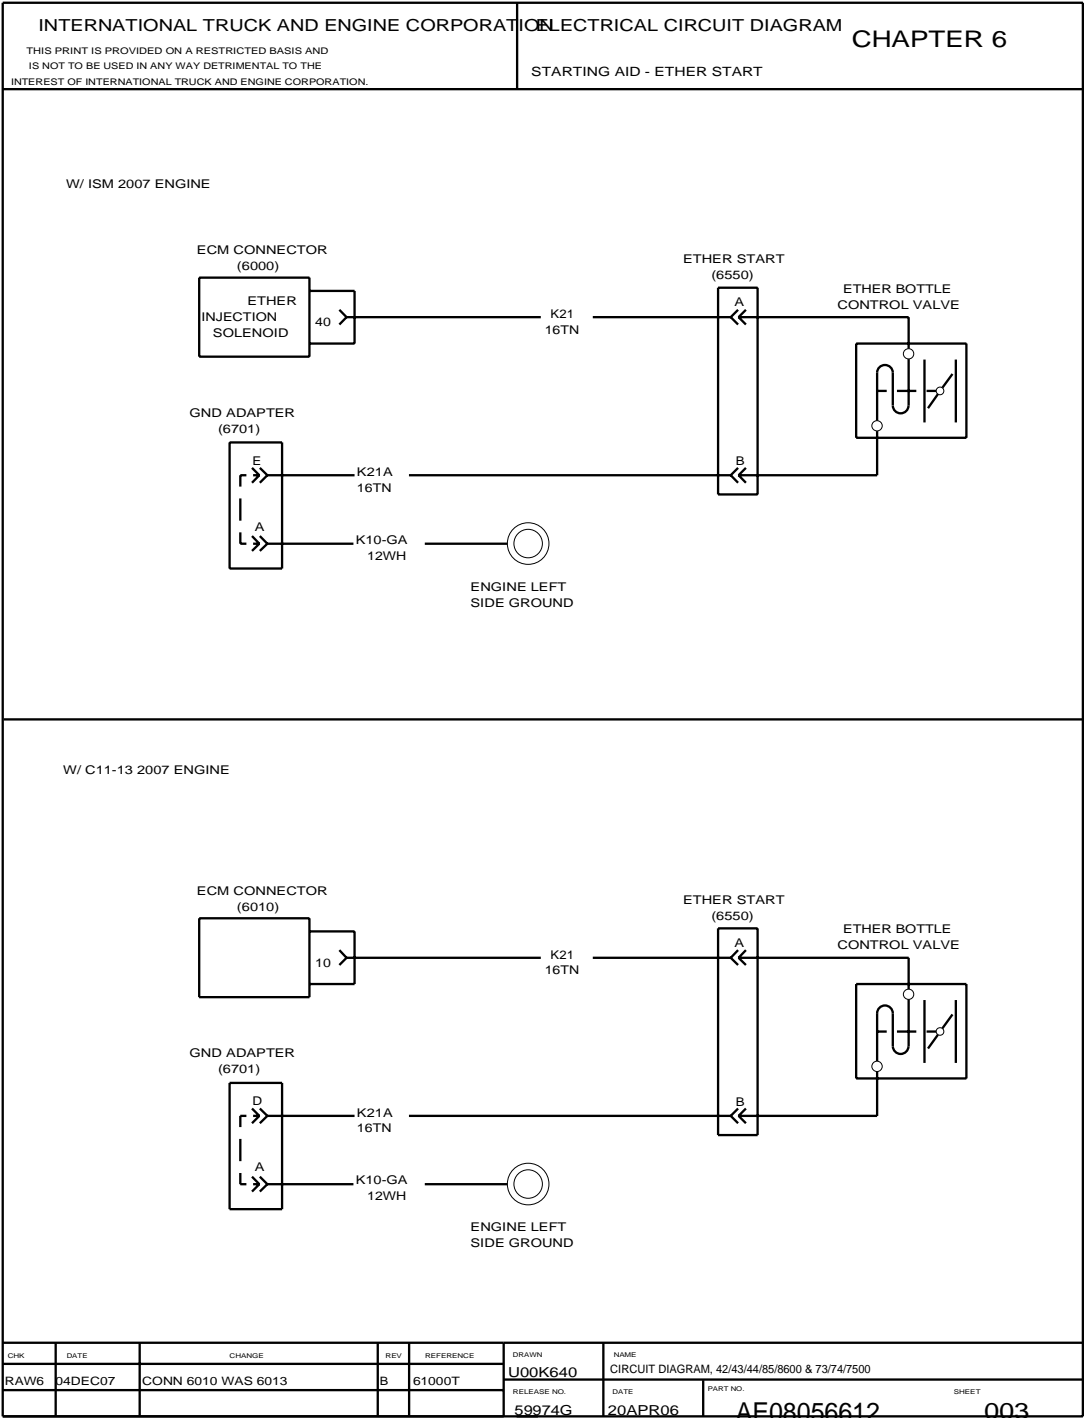 INTERNATIONAL TRUCK AND ENGINE CORPORATION
THIS PRINT IS PROVIDED ON A RESTRICTED BASIS AND
IS NOT TO BE USED IN ANY WAY DETRIMENTAL TO THE
INTEREST OF INTERNATIONAL TRUCK AND ENGINE CORPORATION.
ELECTRICAL CIRCUIT DIAGRAM
STARTING AID - ETHER START
CHAPTER 6
W/ ISM 2007 ENGINE
ECM CONNECTOR
(6000)
ETHER
INJECTION
SOLENOID
40
K21
16TN
ETHER START
(6550)
A
B
ETHER BOTTLE
CONTROL VALVE
GND ADAPTER
(6701)
E
A
K21A
16TN
K10-GA
12WH
ENGINE LEFT
SIDE GROUND
W/ C11-13 2007 ENGINE
ECM CONNECTOR
(6010)
10
K21
16TN
ETHER START
(6550)
A
B
ETHER BOTTLE
CONTROL VALVE
GND ADAPTER
(6701)
D
A
K21A
16TN
K10-GA
12WH
ENGINE LEFT
SIDE GROUND
CHK DATE CHANGE REV REFERENCE
RAW6 04DEC07 CONN 6010 WAS 6013 B 61000T
DRAWN
U00K640
NAME
CIRCUIT DIAGRAM, 42/43/44/85/8600 & 73/74/7500
RELEASE NO.
59974G
DATE
20APR06
PART NO.
AE08056612
SHEET
003